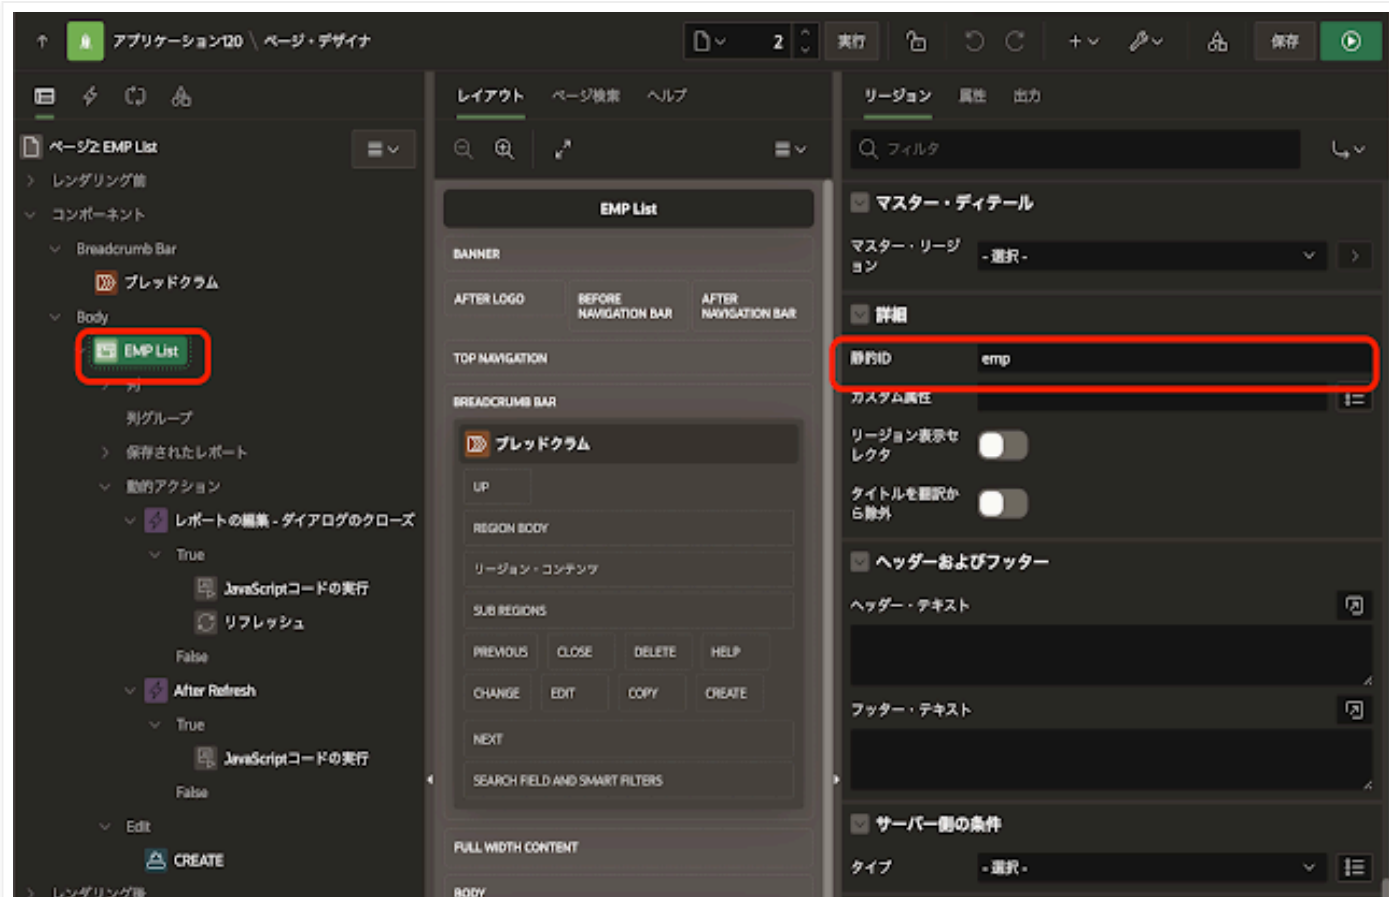 アプリケーション120 \ ページ・デザイナ
2
実行
保存
ページ2: EMP List
レンダリング前
コンポーネント
Breadcrumb Bar
ブレッドクラム
Body
EMP List
列
列グループ
保存されたレポート
動的アクション
レポートの編集 - ダイアログのクローズ
True
JavaScriptコードの実行
リフレッシュ
False
After Refresh
True
JavaScriptコードの実行
False
Edit
CREATE
レンダリング後
レイアウト ページ検索 ヘルプ
EMP List
BANNER
AFTER LOGO
BEFORE
NAVIGATION BAR
AFTER
NAVIGATION BAR
TOP NAVIGATION
BREADCRUMB BAR
ブレッドクラム
UP
REGION BODY
リージョン・コンテンツ
SUB REGIONS
PREVIOUS CLOSE DELETE HELP
CHANGE EDIT COPY CREATE
NEXT
SEARCH FIELD AND SMART FILTERS
FULL WIDTH CONTENT
BODY
リージョン 属性 出力
フィルタ
マスター・ディテール
マスター・リージ
ョン
- 選択 -
詳細
静的ID emp
カスタム属性
リージョン表示セ
レクタ
タイトルを翻訳か
ら除外
ヘッダーおよびフッター
ヘッダー・テキスト
フッター・テキスト
サーバー側の条件
タイプ - 選択 -